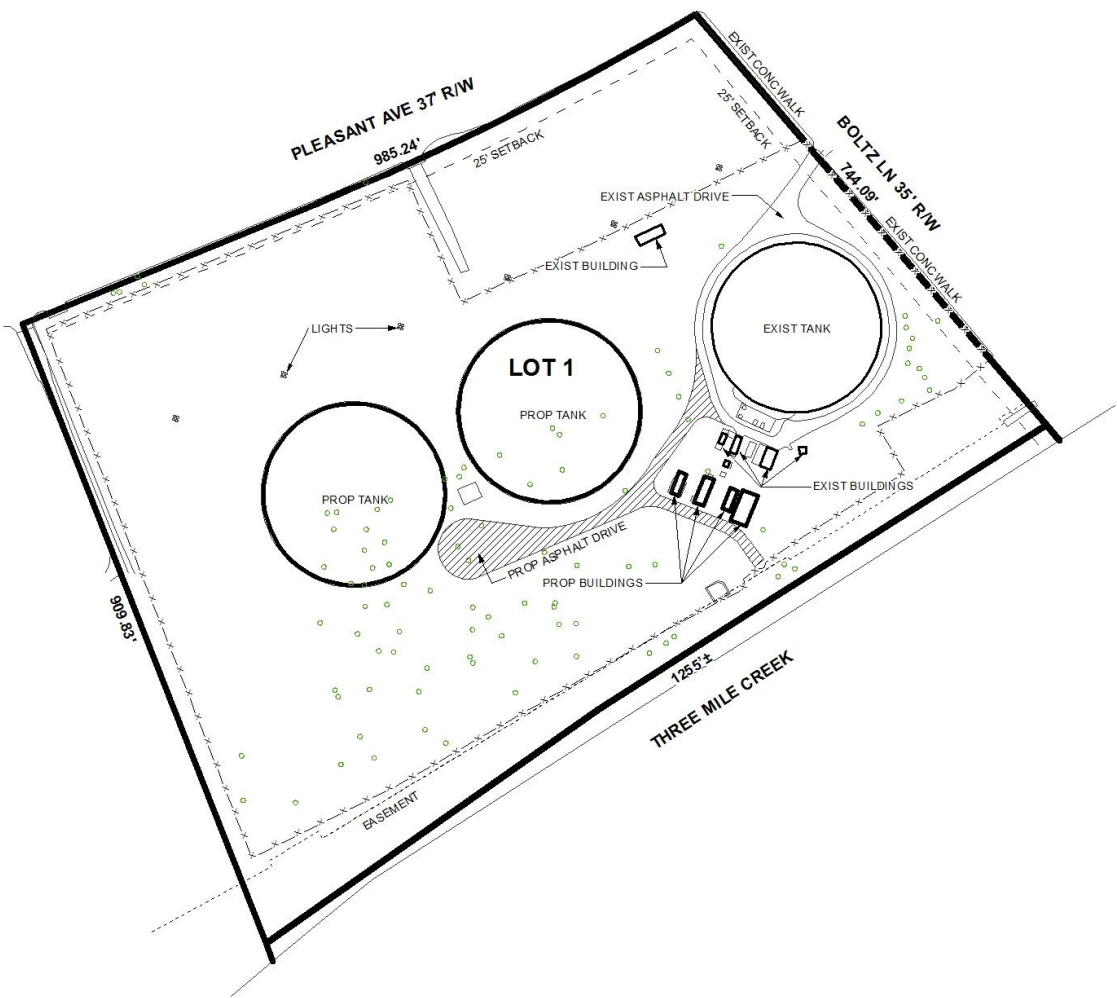 PLEASANT AVE 37' R/W
985.24'
25' SETBACK
EXIST CONC WALK
25' SETBACK
BOLTZ LN 35' R/W
744.09'
EXIST CONC WALK
EXIST ASPHALT DRIVE
EXIST BUILDING
EXIST TANK
LIGHTS
LOT 1
PROP TANK
PROP TANK
EXIST BUILDINGS
PROP ASPHALT DRIVE
PROP BUILDINGS
909.83'
1255'±
THREE MILE CREEK
EASEMENT